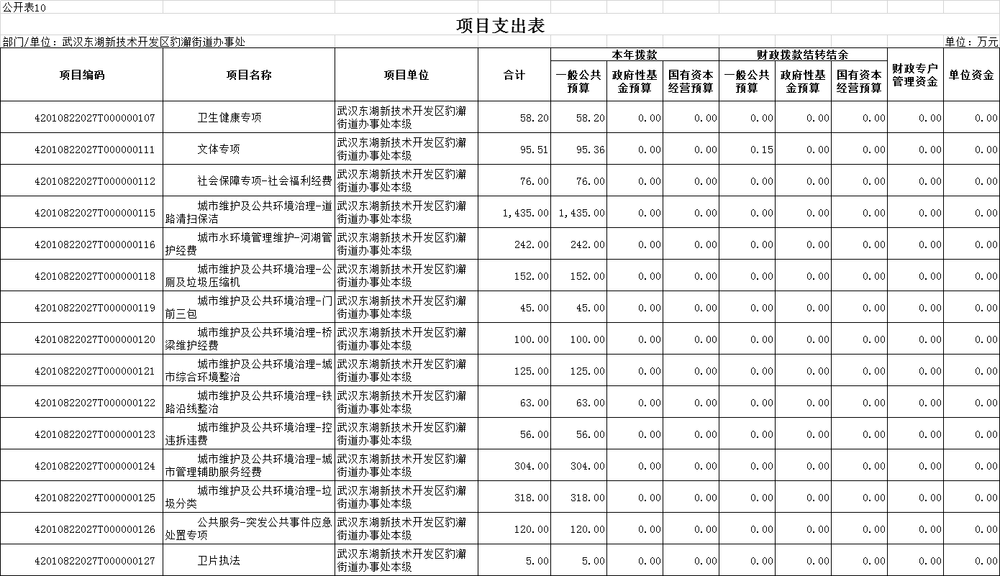 公开表10
项目支出表
部门/单位：武汉东湖新技术开发区豹澥街道办事处 单位：万元
项目编码 项目名称 项目单位 合计 本年拨款 财政拨款结转结余 财政专户管理资金 单位资金
一般公共预算 政府性基金预算 国有资本经营预算 一般公共预算 政府性基金预算 国有资本经营预算
42010822027T000000107 卫生健康专项 武汉东湖新技术开发区豹澥街道办事处本级 58.20 58.20 0.00 0.00 0.00 0.00 0.00 0.00 0.00
42010822027T000000111 文体专项 武汉东湖新技术开发区豹澥街道办事处本级 95.51 95.36 0.00 0.00 0.15 0.00 0.00 0.00 0.00
42010822027T000000112 社会保障专项-社会福利经费 武汉东湖新技术开发区豹澥街道办事处本级 76.00 76.00 0.00 0.00 0.00 0.00 0.00 0.00 0.00
42010822027T000000115 城市维护及公共环境治理-道路清扫保洁 武汉东湖新技术开发区豹澥街道办事处本级 1,435.00 1,435.00 0.00 0.00 0.00 0.00 0.00 0.00 0.00
42010822027T000000116 城市水环境管理维护-河湖管护经费 武汉东湖新技术开发区豹澥街道办事处本级 242.00 242.00 0.00 0.00 0.00 0.00 0.00 0.00 0.00
42010822027T000000118 城市维护及公共环境治理-公厕及垃圾压缩机 武汉东湖新技术开发区豹澥街道办事处本级 152.00 152.00 0.00 0.00 0.00 0.00 0.00 0.00 0.00
42010822027T000000119 城市维护及公共环境治理-门前三包 武汉东湖新技术开发区豹澥街道办事处本级 45.00 45.00 0.00 0.00 0.00 0.00 0.00 0.00 0.00
42010822027T000000120 城市维护及公共环境治理-桥梁维护经费 武汉东湖新技术开发区豹澥街道办事处本级 100.00 100.00 0.00 0.00 0.00 0.00 0.00 0.00 0.00
42010822027T000000121 城市维护及公共环境治理-城市综合环境整治 武汉东湖新技术开发区豹澥街道办事处本级 125.00 125.00 0.00 0.00 0.00 0.00 0.00 0.00 0.00
42010822027T000000122 城市维护及公共环境治理-铁路沿线整治 武汉东湖新技术开发区豹澥街道办事处本级 63.00 63.00 0.00 0.00 0.00 0.00 0.00 0.00 0.00
42010822027T000000123 城市维护及公共环境治理-控违拆违费 武汉东湖新技术开发区豹澥街道办事处本级 56.00 56.00 0.00 0.00 0.00 0.00 0.00 0.00 0.00
42010822027T000000124 城市维护及公共环境治理-城市管理辅助服务经费 武汉东湖新技术开发区豹澥街道办事处本级 304.00 304.00 0.00 0.00 0.00 0.00 0.00 0.00 0.00
42010822027T000000125 城市维护及公共环境治理-垃圾分类 武汉东湖新技术开发区豹澥街道办事处本级 318.00 318.00 0.00 0.00 0.00 0.00 0.00 0.00 0.00
42010822027T000000126 公共服务-突发公共事件应急处置专项 武汉东湖新技术开发区豹澥街道办事处本级 120.00 120.00 0.00 0.00 0.00 0.00 0.00 0.00 0.00
42010822027T000000127 卫片执法 武汉东湖新技术开发区豹澥街道办事处本级 5.00 5.00 0.00 0.00 0.00 0.00 0.00 0.00 0.00